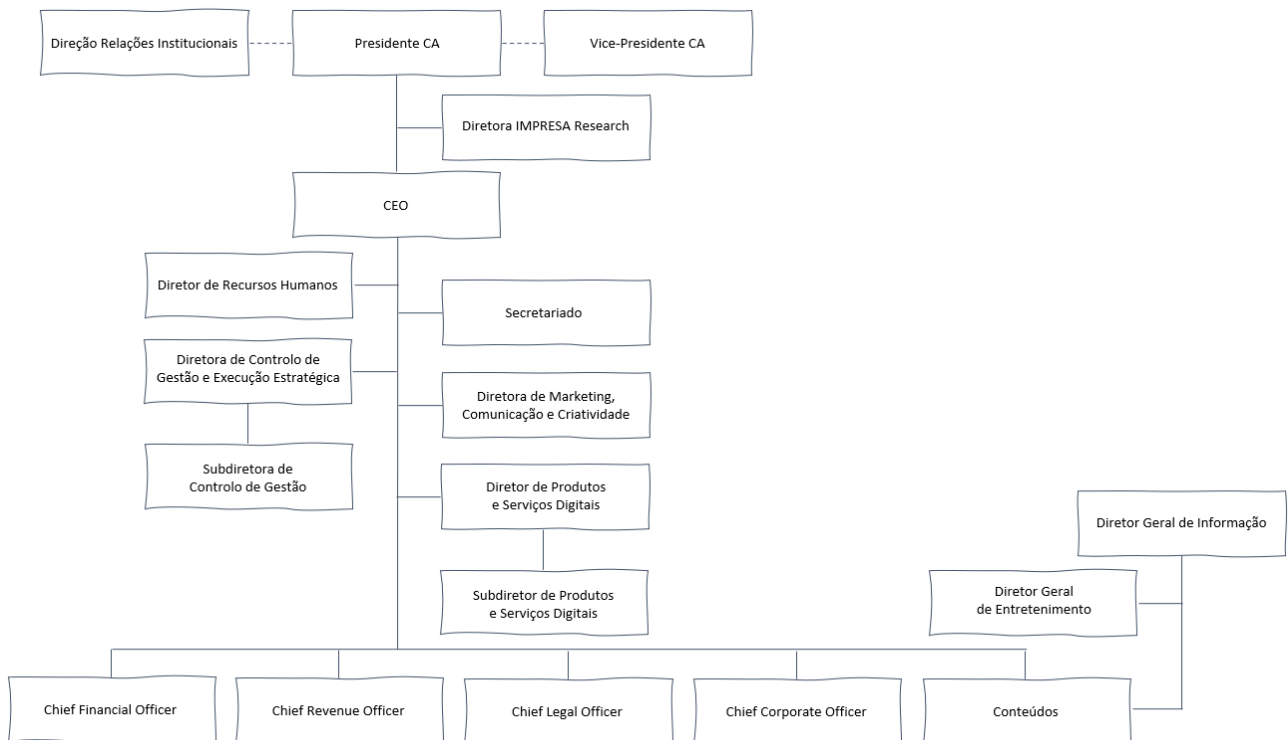 Direção Relações Institucionais
Presidente CA
Vice-Presidente CA
Diretora IMPRESA Research
CEO
Diretor de Recursos Humanos
Secretariado
Diretora de Controlo de
Gestão e Execução Estratégica
Diretora de Marketing,
Comunicação e Criatividade
Subdiretora de
Controlo de Gestão
Diretor de Produtos
e Serviços Digitais
Diretor Geral de Informação
Subdiretor de Produtos
e Serviços Digitais
Diretor Geral
de Entretenimento
Chief Financial Officer
Chief Revenue Officer
Chief Legal Officer
Chief Corporate Officer
Conteúdos